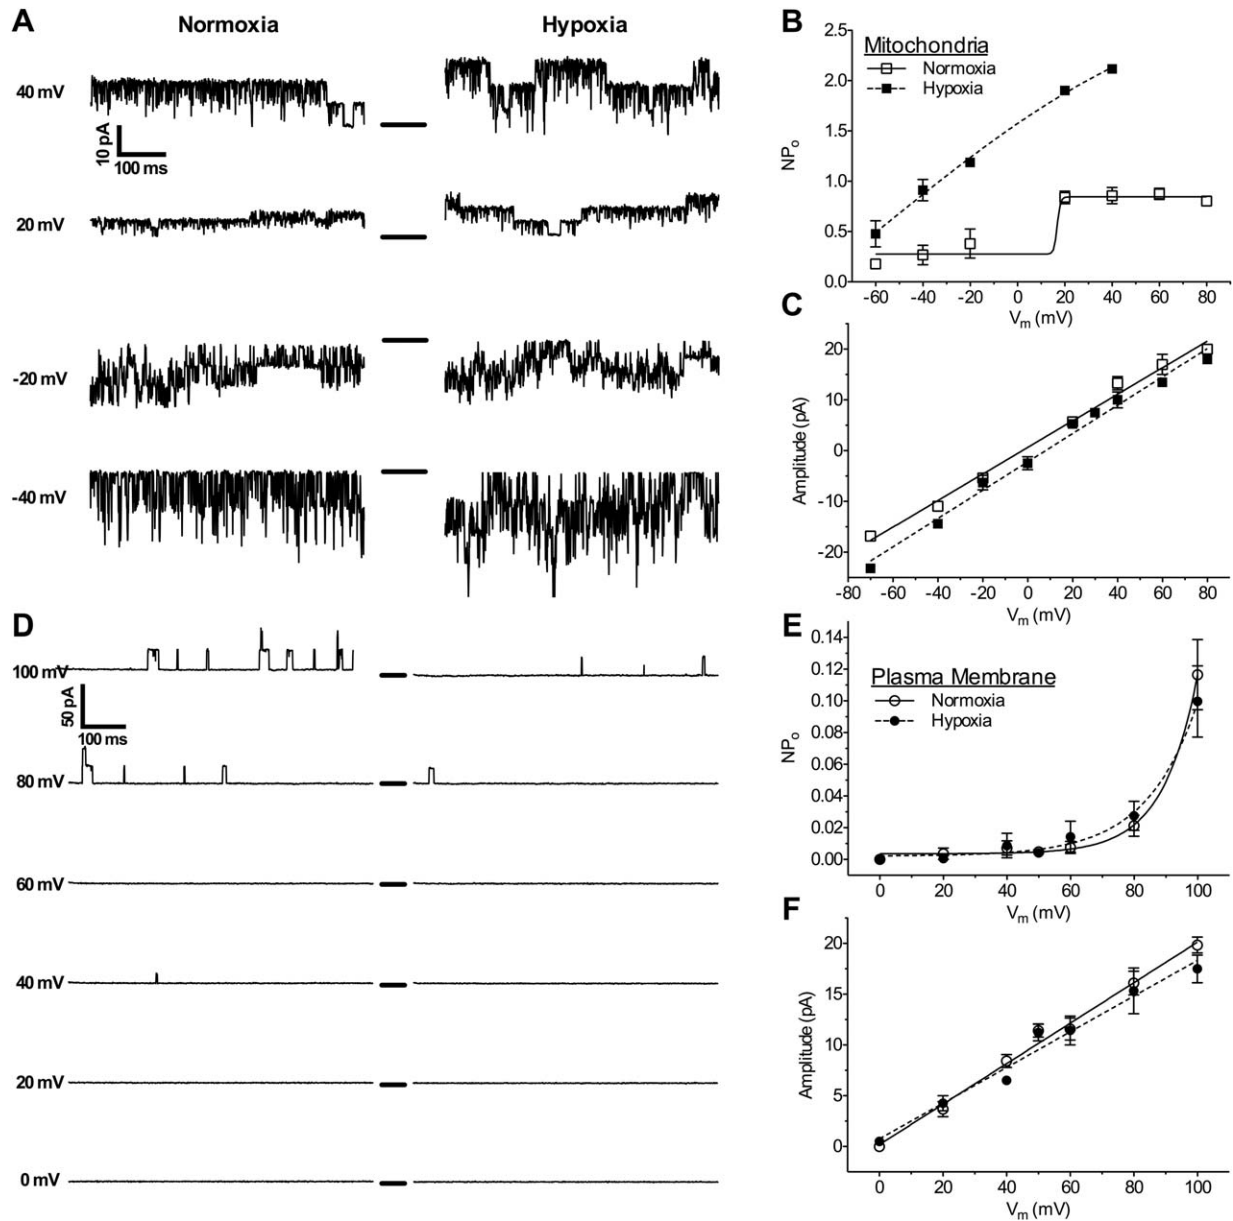 A
Normoxia
Hypoxia
40 mV
10 pA
100 ms
20 mV
-20 mV
-40 mV
B
Mitochondria
Normoxia
Hypoxia
NPo
2.5
2.0
1.5
1.0
0.5
0.0
-60 -40 -20 0 20 40 60 80
Vm (mV)
C
Amplitude (pA)
20
10
0
-10
-20
-80 -60 -40 -20 0 20 40 60 80
Vm (mV)
D
100 mV
50 pA
100 ms
80 mV
60 mV
40 mV
20 mV
0 mV
E
Plasma Membrane
Normoxia
Hypoxia
NPo
0.14
0.12
0.10
0.08
0.06
0.04
0.02
0.00
0 20 40 60 80 100
Vm (mV)
F
Amplitude (pA)
20
15
10
5
0
0 20 40 60 80 100
Vm (mV)